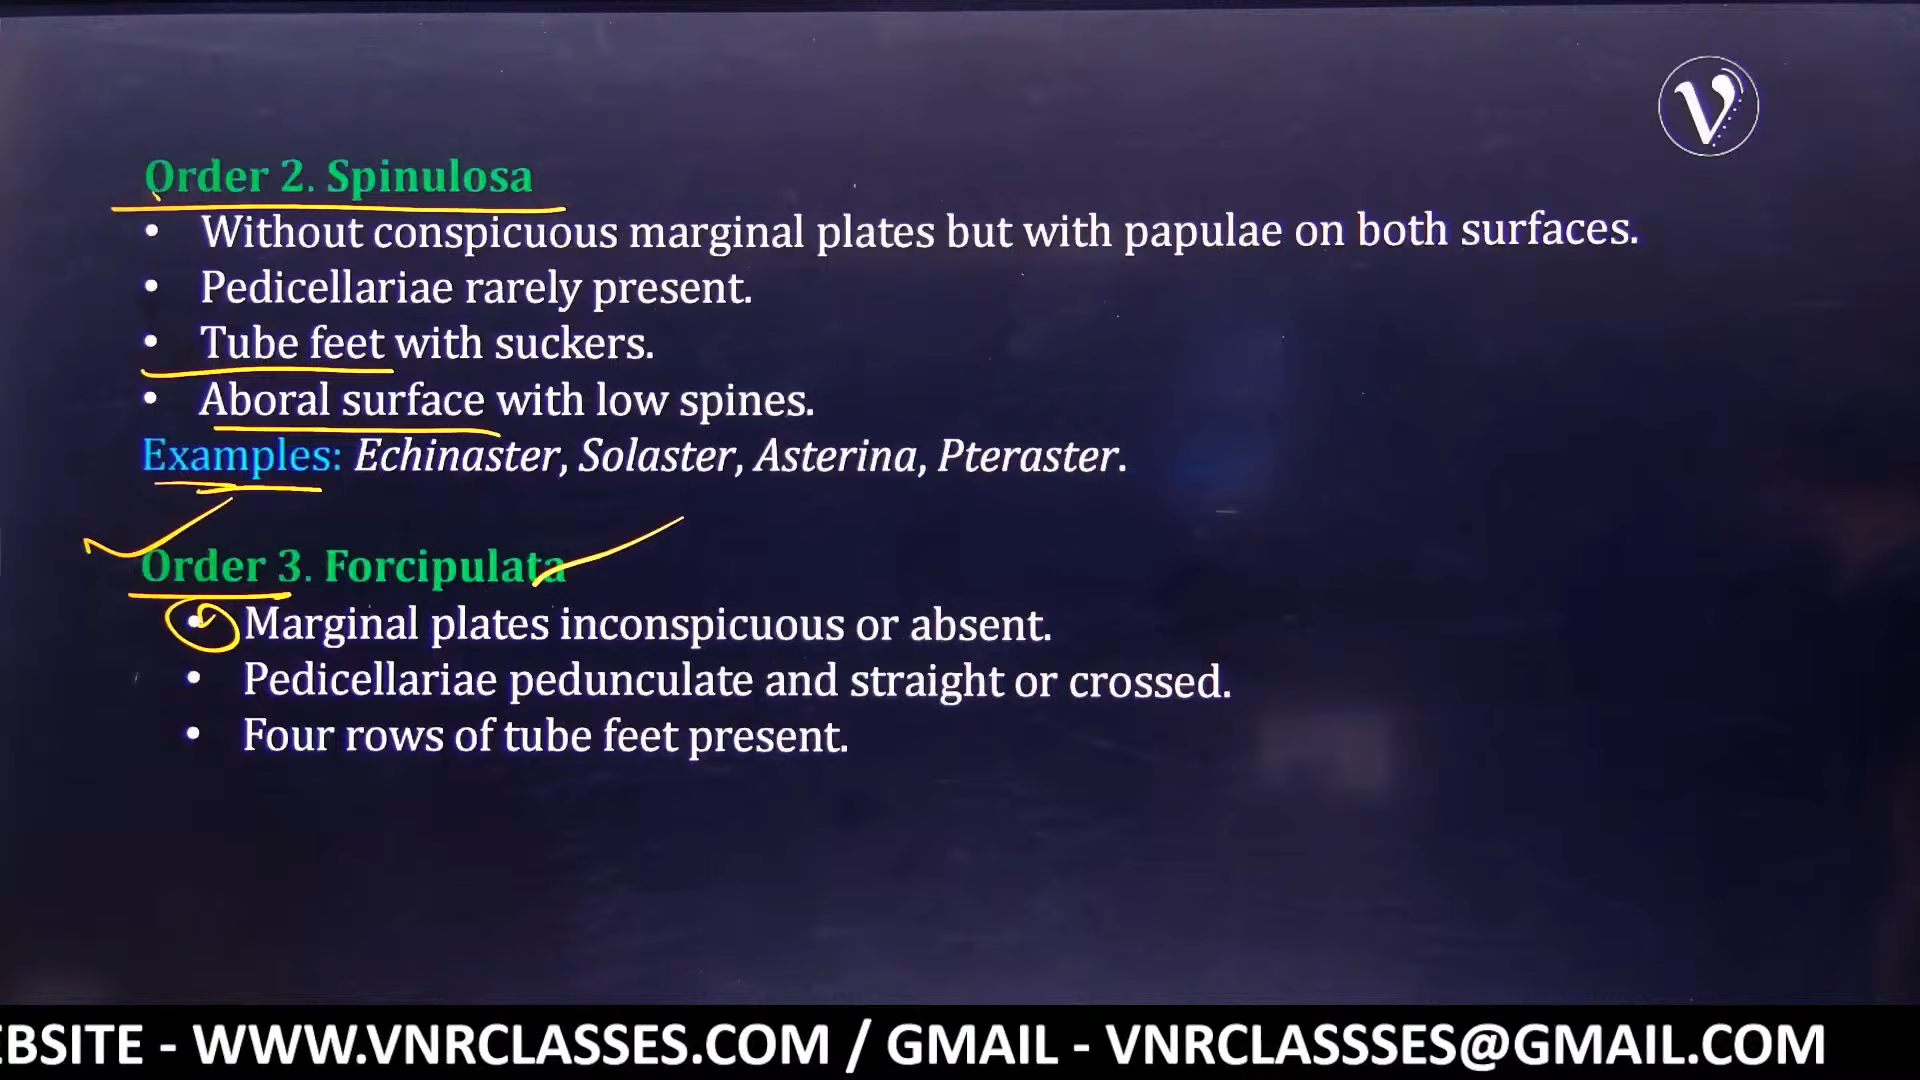 V
Order 2. Spinulosa
• Without conspicuous marginal plates but with papulae on both surfaces.
• Pedicellariae rarely present.
• Tube feet with suckers.
• Aboral surface with low spines.
Examples: Echinaster, Solaster, Asterina, Pteraster.
Order 3. Forcipulata
• Marginal plates inconspicuous or absent.
• Pedicellariae pedunculate and straight or crossed.
• Four rows of tube feet present.
EBSITE - WWW.VNRCLASSES.COM / GMAIL - VNRCLASSSES@GMAIL.COM